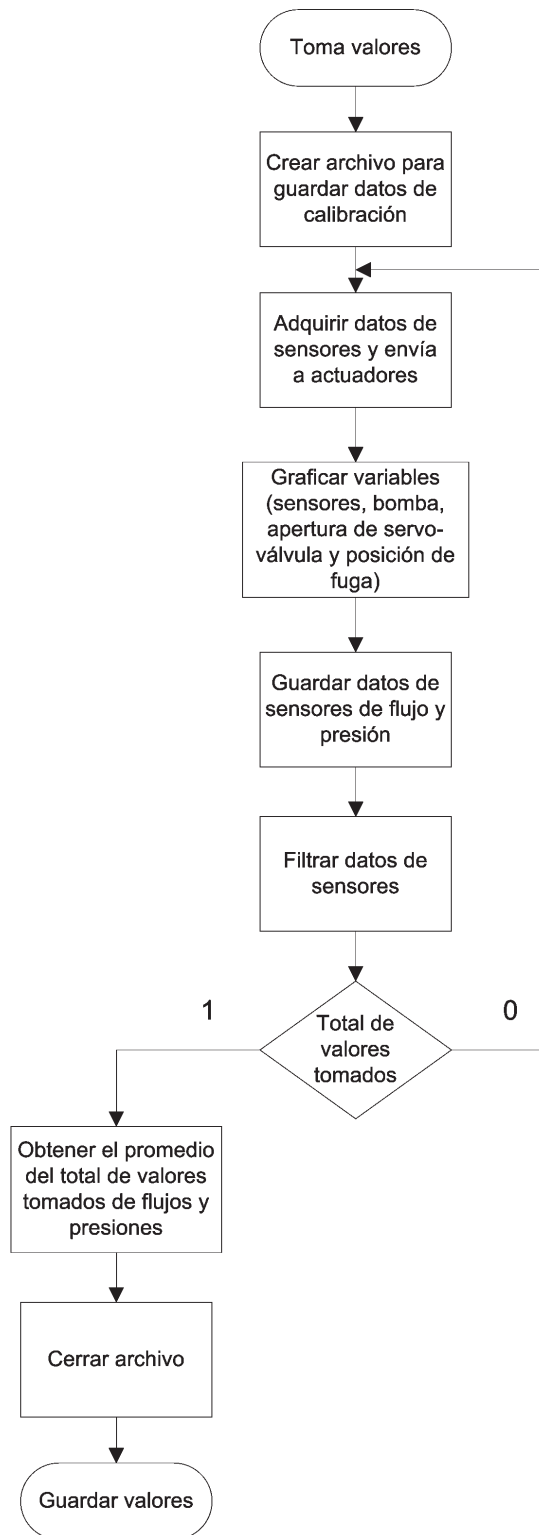 Toma valores
Crear archivo para
guardar datos de
calibración
Adquirir datos de
sensores y envía
a actuadores
Graficar variables
(sensores, bomba,
apertura de servo-
válvula y posición de
fuga)
Guardar datos de
sensores de flujo y
presión
Filtrar datos de
sensores
1
0
Total de
valores
tomados
Obtener el promedio
del total de valores
tomados de flujos y
presiones
Cerrar archivo
Guardar valores